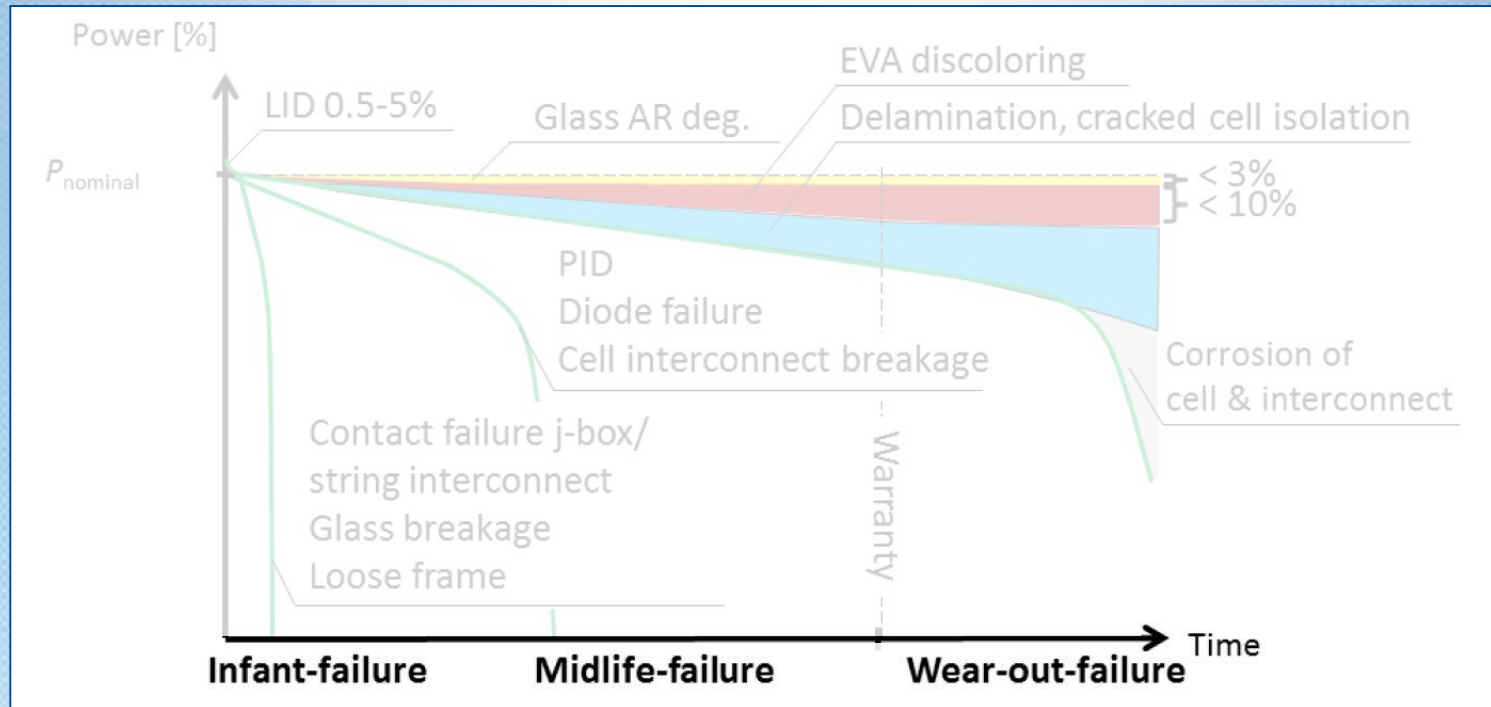 Power [%]
EVA discoloring
LID 0.5-5%
Glass AR deg.
Delamination, cracked cell isolation
Pnominal
< 3%
< 10%
PID
Diode failure
Cell interconnect breakage
Corrosion of
cell & interconnect
Contact failure j-box/
string interconnect
Glass breakage
Loose frame
Warranty
Time
Infant-failure
Midlife-failure
Wear-out-failure